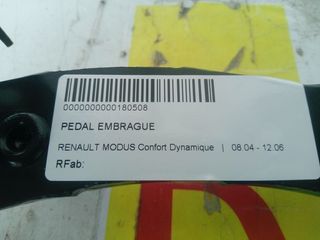 0000000000180508
PEDAL EMBRAGUE
RENAULT MODUS Confort Dynamique | 08.04 - 12.06
RFab: